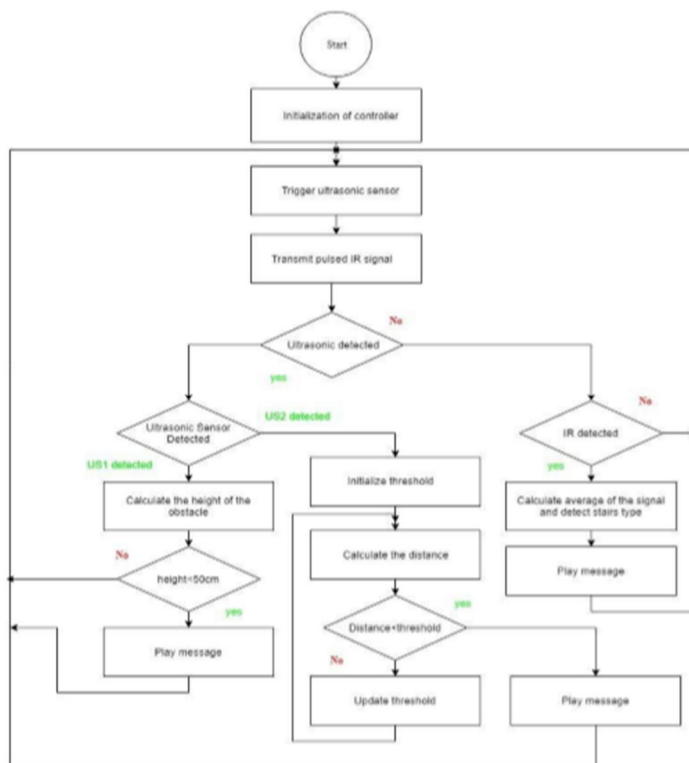 Start
Initialization of controller
Trigger ultrasonic sensor
Transmit pulsed IR signal
No
Ultrasonic detected
yes
No
US2 detected
Ultrasonic Sensor
Detected
IR detected
US1 detected
yes
Initialize threshold
Calculate the height of the
obstacle
Calculate average of the signal
and detect stairs type
No
Calculate the distance
height<50cm
Play message
yes
yes
Distance<threshold
Play message
No
Update threshold
Play message